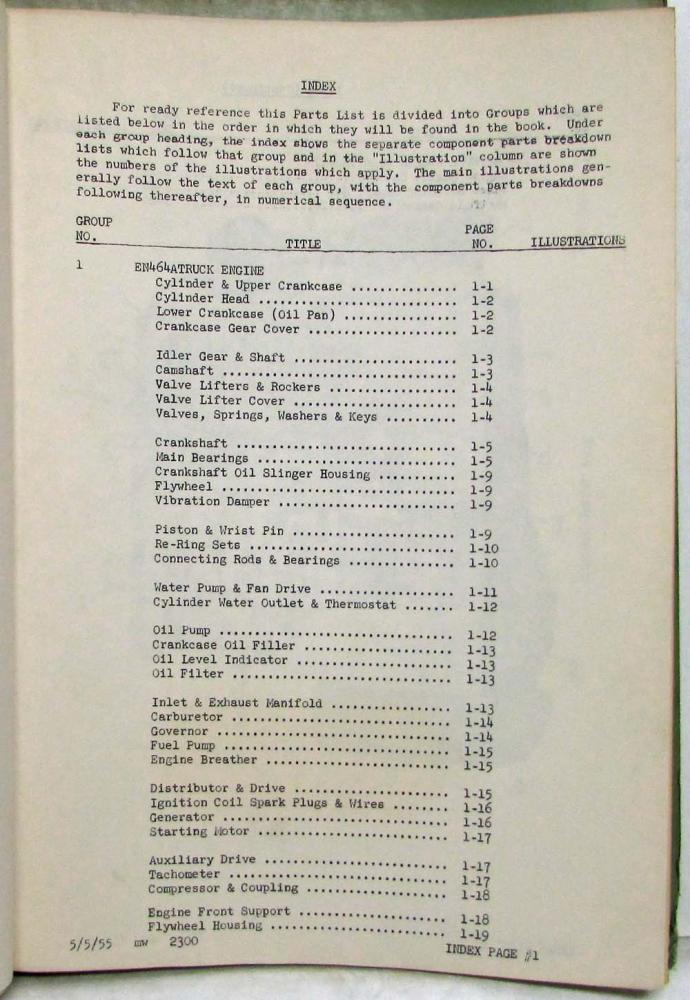 INDEX
For ready reference this Parts List is divided into Groups which are
listed below in the order in which they will be found in the book. Under
each group heading, the index shows the separate component parts breakdown
lists which follow that group and in the "Illustration" column are shown
the numbers of the illustrations which apply. The main illustrations gen-
erally follow the text of each group, with the component parts breakdowns
following thereafter, in numerical sequence.
GROUP NO. TITLE PAGE NO. ILLUSTRATIONS
1 EN464ATRUCK ENGINE
Cylinder & Upper Crankcase ............... 1-1
Cylinder Head ............................ 1-2
Lower Crankcase (Oil Pan) ................ 1-2
Crankcase Gear Cover ..................... 1-2
Idler Gear & Shaft ....................... 1-3
Camshaft ................................. 1-3
Valve Lifters & Rockers .................. 1-4
Valve Lifter Cover ....................... 1-4
Valves, Springs, Washers & Keys .......... 1-4
Crankshaft ............................... 1-5
Main Bearings ............................ 1-5
Crankshaft Oil Slinger Housing ........... 1-9
Flywheel ................................. 1-9
Vibration Damper ......................... 1-9
Piston & Wrist Pin ....................... 1-9
Re-Ring Sets ............................. 1-10
Connecting Rods & Bearings ............... 1-10
Water Pump & Fan Drive ................... 1-11
Cylinder Water Outlet & Thermostat ....... 1-12
Oil Pump ................................. 1-12
Crankcase Oil Filler ..................... 1-13
Oil Level Indicator ...................... 1-13
Oil Filter ............................... 1-13
Inlet & Exhaust Manifold ................. 1-13
Carburetor ............................... 1-14
Governor ................................. 1-14
Fuel Pump ................................ 1-15
Engine Breather .......................... 1-15
Distributor & Drive ...................... 1-15
Ignition Coil Spark Plugs & Wires ........ 1-16
Generator ................................ 1-16
Starting Motor ........................... 1-17
Auxiliary Drive .......................... 1-17
Tachometer ............................... 1-17
Compressor & Coupling .................... 1-18
Engine Front Support ..................... 1-18
Flywheel Housing ......................... 1-19
5/5/55 mw 2300 INDEX PAGE #1